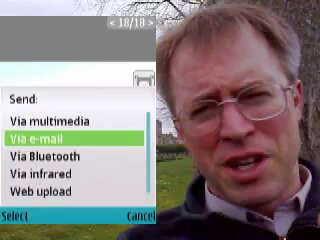 < 18/18 >
Send:
Via multimedia
Via e-mail
Via Bluetooth
Via infrared
Web upload
Select Cancel